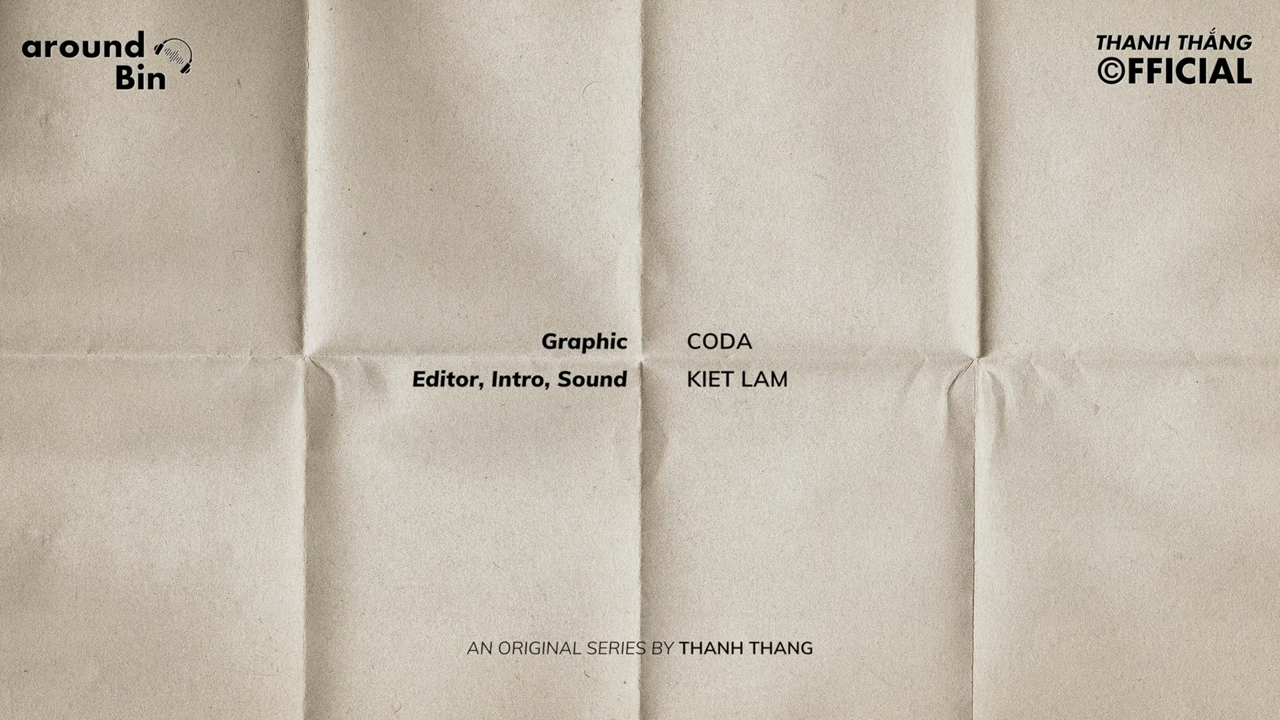 around
Bin
THANH THẮNG
©FFICIAL
Graphic CODA
Editor, Intro, Sound KIET LAM
AN ORIGINAL SERIES BY THANH THANG